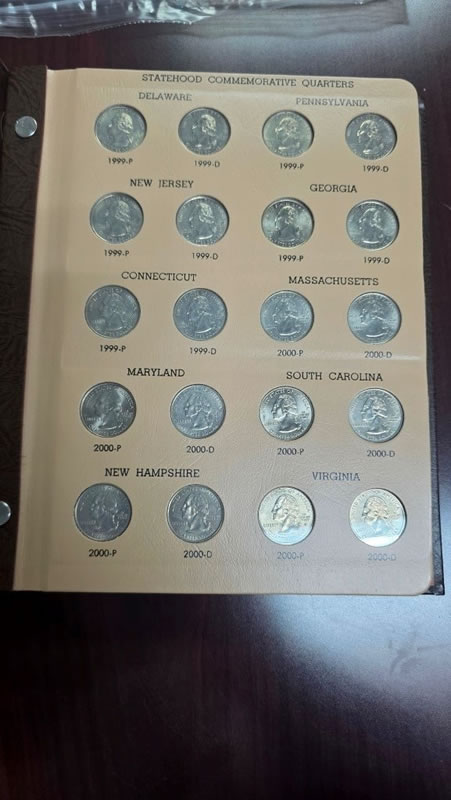 STATEHOOD COMMEMORATIVE QUARTERS
DELAWARE PENNSYLVANIA
1999-P 1999-D 1999-P 1999-D
NEW JERSEY GEORGIA
1999-P 1999-D 1999-P 1999-D
CONNECTICUT MASSACHUSETTS
1999-P 1999-D 2000-P 2000-D
MARYLAND SOUTH CAROLINA
2000-P 2000-D 2000-P 2000-D
NEW HAMPSHIRE VIRGINIA
2000-P 2000-D 2000-P 2000-D